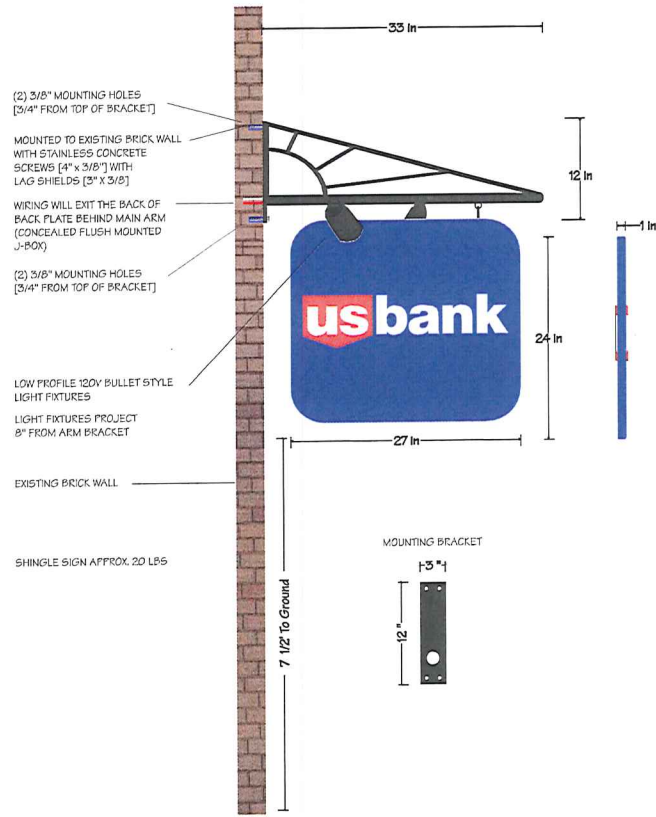 33 in
(2) 3/8" MOUNTING HOLES
[3/4" FROM TOP OF BRACKET]
MOUNTED TO EXISTING BRICK WALL
WITH STAINLESS CONCRETE
SCREWS [4" x 3/8"] WITH
LAG SHIELDS [3" X 3/8]
12 in
WIRING WILL EXIT THE BACK OF
BACK PLATE BEHIND MAIN ARM
(CONCEALED FLUSH MOUNTED
J-BOX)
1 in
(2) 3/8" MOUNTING HOLES
[3/4" FROM TOP OF BRACKET]
usbank
24 in
LOW PROFILE 120V BULLET STYLE
LIGHT FIXTURES
LIGHT FIXTURES PROJECT
8" FROM ARM BRACKET
27 in
EXISTING BRICK WALL
SHINGLE SIGN APPROX. 20 LBS
7 1/2' To Ground
MOUNTING BRACKET
3 "
12 "